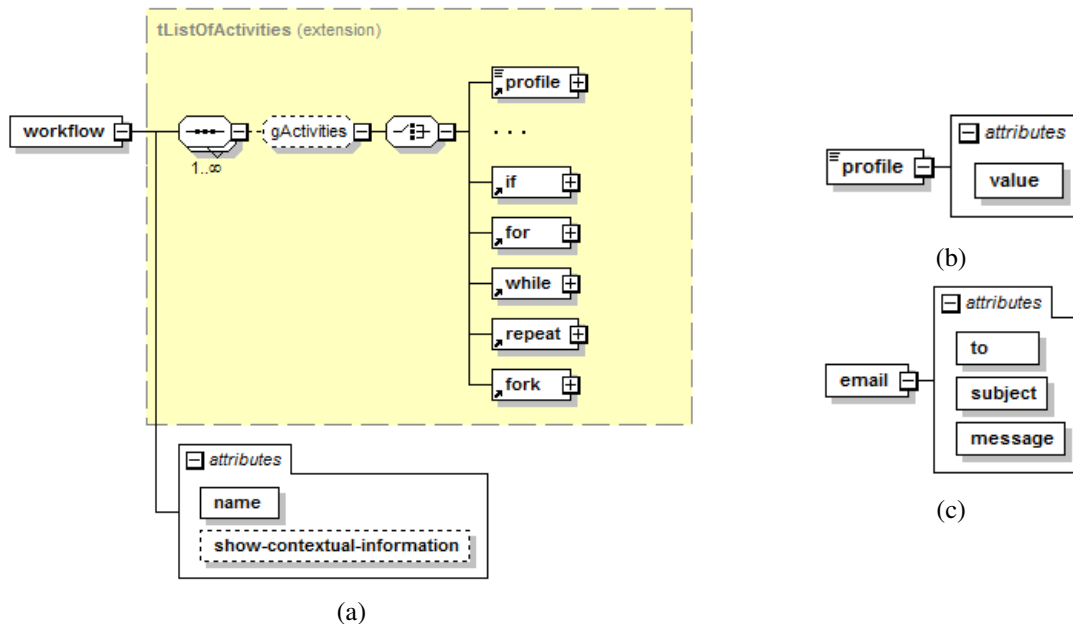 tListOfActivities (extension)
profile
workflow
gActivities
1..∞
...
if
for
while
repeat
fork
attributes
name
show-contextual-information
(a)
attributes
profile
value
(b)
attributes
to
email
subject
message
(c)